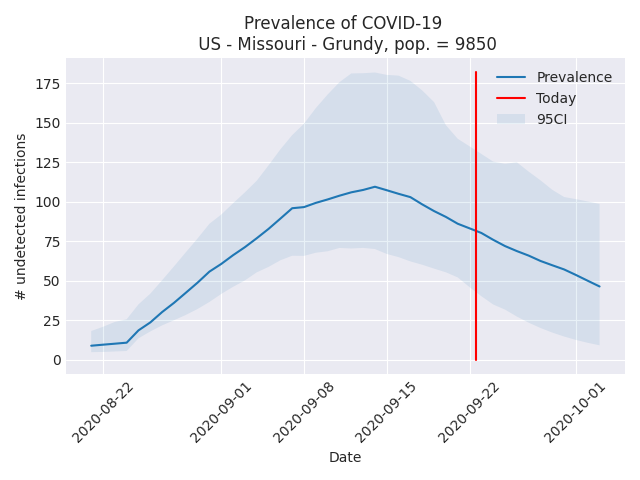 Prevalence of COVID-19
US - Missouri - Grundy, pop. = 9850
Prevalence
Today
95CI
175
150
125
100
75
50
25
0
# undetected infections
2020-08-22
2020-09-01
2020-09-08
2020-09-15
2020-09-22
2020-10-01
Date